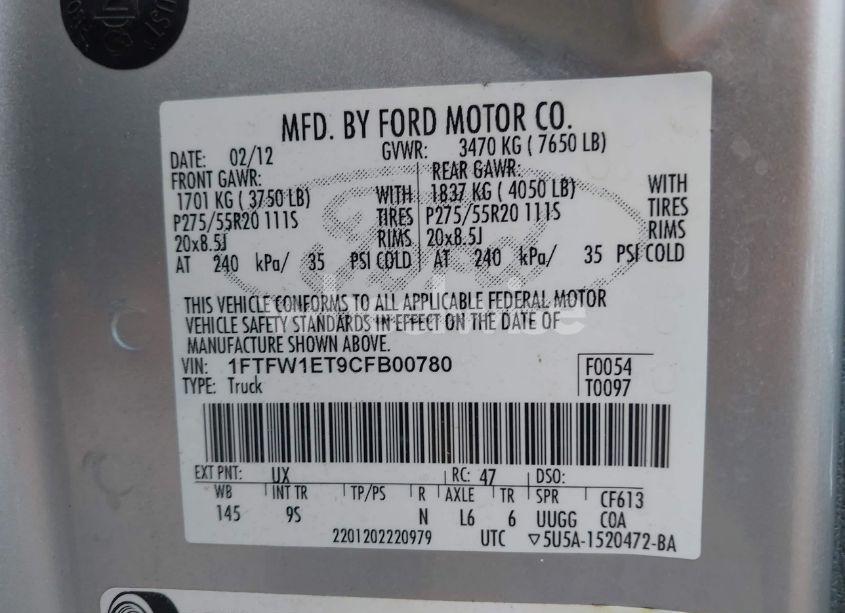 MFD. BY FORD MOTOR CO.
DATE: 02/12 GVWR: 3470 KG ( 7650 LB)
FRONT GAWR: REAR GAWR:
1701 KG ( 3750 LB) WITH 1837 KG ( 4050 LB) WITH
P275/55R20 111S TIRES P275/55R20 111S TIRES
20x8.5J RIMS 20x8.5J RIMS
AT 240 kPa/ 35 PSI COLD AT 240 kPa/ 35 PSI COLD
THIS VEHICLE CONFORMS TO ALL APPLICABLE FEDERAL MOTOR
VEHICLE SAFETY STANDARDS IN EFFECT ON THE DATE OF
MANUFACTURE SHOWN ABOVE.
VIN: 1FTFW1ET9CFB00780 F0054
TYPE: Truck T0097
EXT PNT: UX RC: 47 DSO:
WB INT TR TP/PS R AXLE TR SPR CF613
145 9S N L6 6 UUGG COA
2201202220979 UTC ▽5U5A-1520472-BA